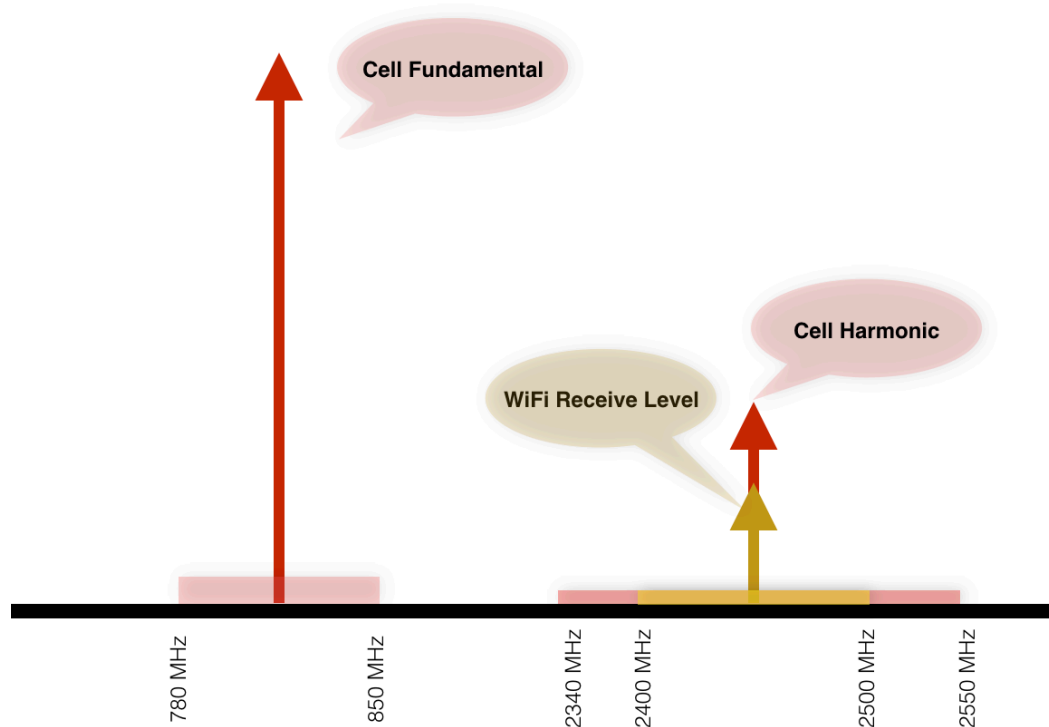 Cell Fundamental
Cell Harmonic
WiFi Receive Level
780 MHz
850 MHz
2340 MHz
2400 MHz
2500 MHz
2550 MHz